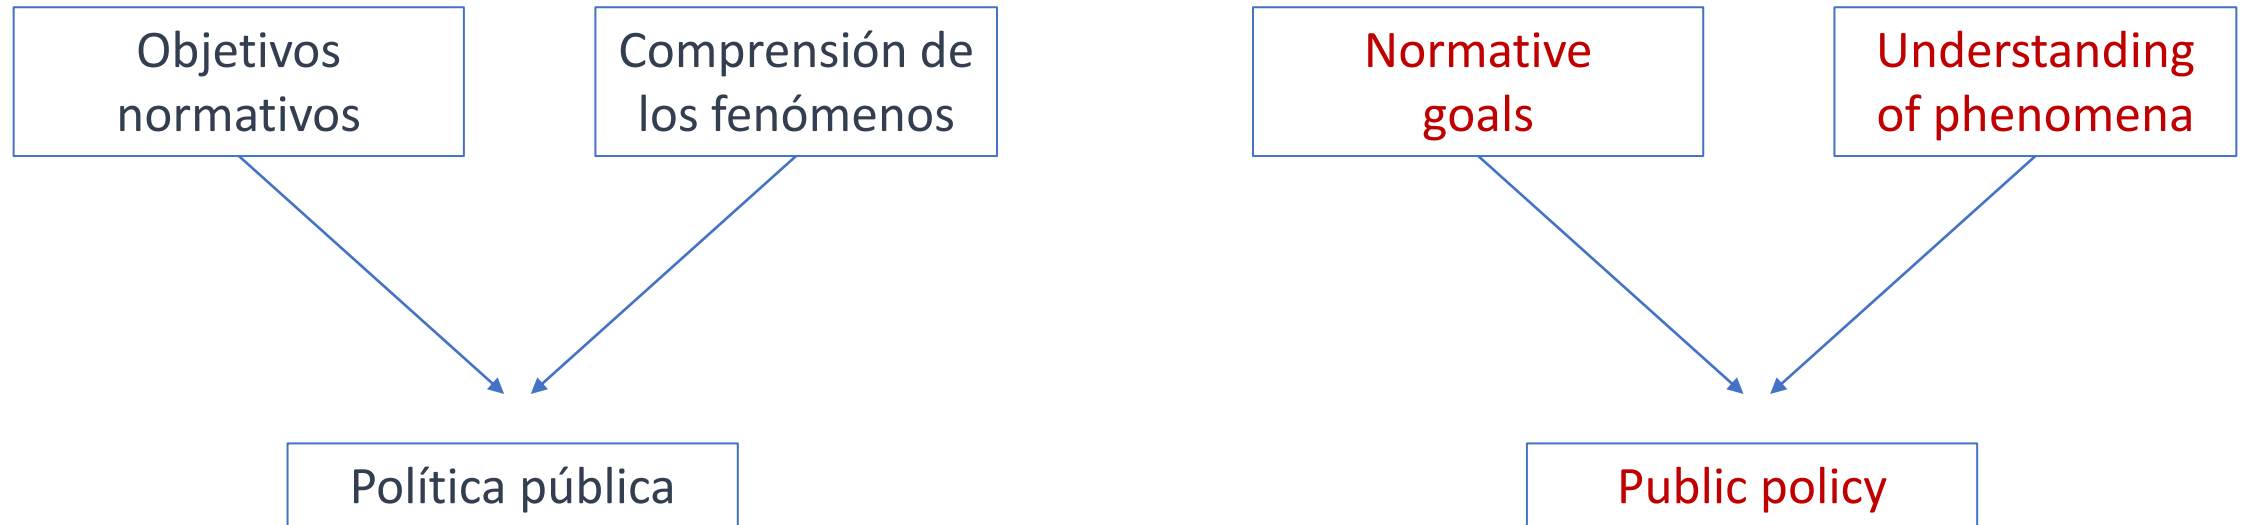 Objetivos
normativos
Comprensión de
los fenómenos
Política pública
Normative
goals
Understanding
of phenomena
Public policy